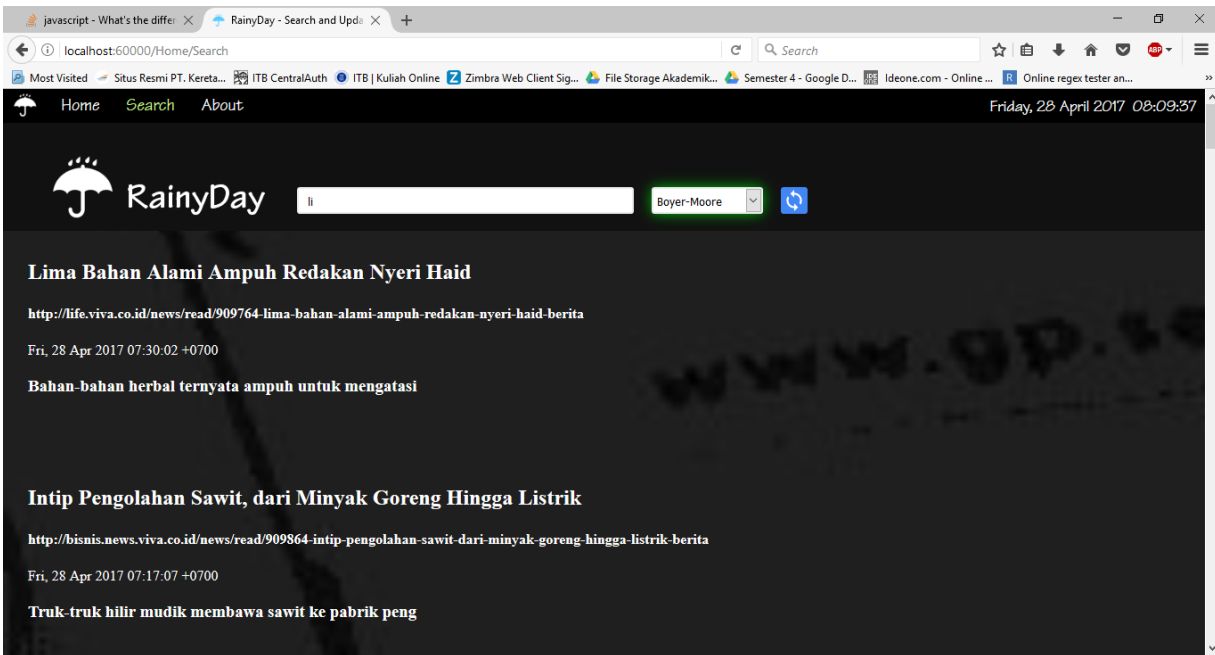 javascript - What's the differ
RainyDay - Search and Upda
localhost:60000/Home/Search
Search
Most Visited
Situs Resmi PT. Kereta...
ITB CentralAuth
ITB | Kuliah Online
Zimbra Web Client Sig...
File Storage Akademik...
Semester 4 - Google D...
Ideone.com - Online ...
Online regex tester an...
Home Search About
Friday, 28 April 2017 08:09:37
RainyDay
li
Boyer-Moore
Lima Bahan Alami Ampuh Redakan Nyeri Haid
http://life.viva.co.id/news/read/909764-lima-bahan-alami-ampuh-redakan-nyeri-haid-berita
Fri, 28 Apr 2017 07:30:02 +0700
Bahan-bahan herbal ternyata ampuh untuk mengatasi
Intip Pengolahan Sawit, dari Minyak Goreng Hingga Listrik
http://bisnis.news.viva.co.id/news/read/909864-intip-pengolahan-sawit-dari-minyak-goreng-hingga-listrik-berita
Fri, 28 Apr 2017 07:17:07 +0700
Truk-truk hilir mudik membawa sawit ke pabrik peng